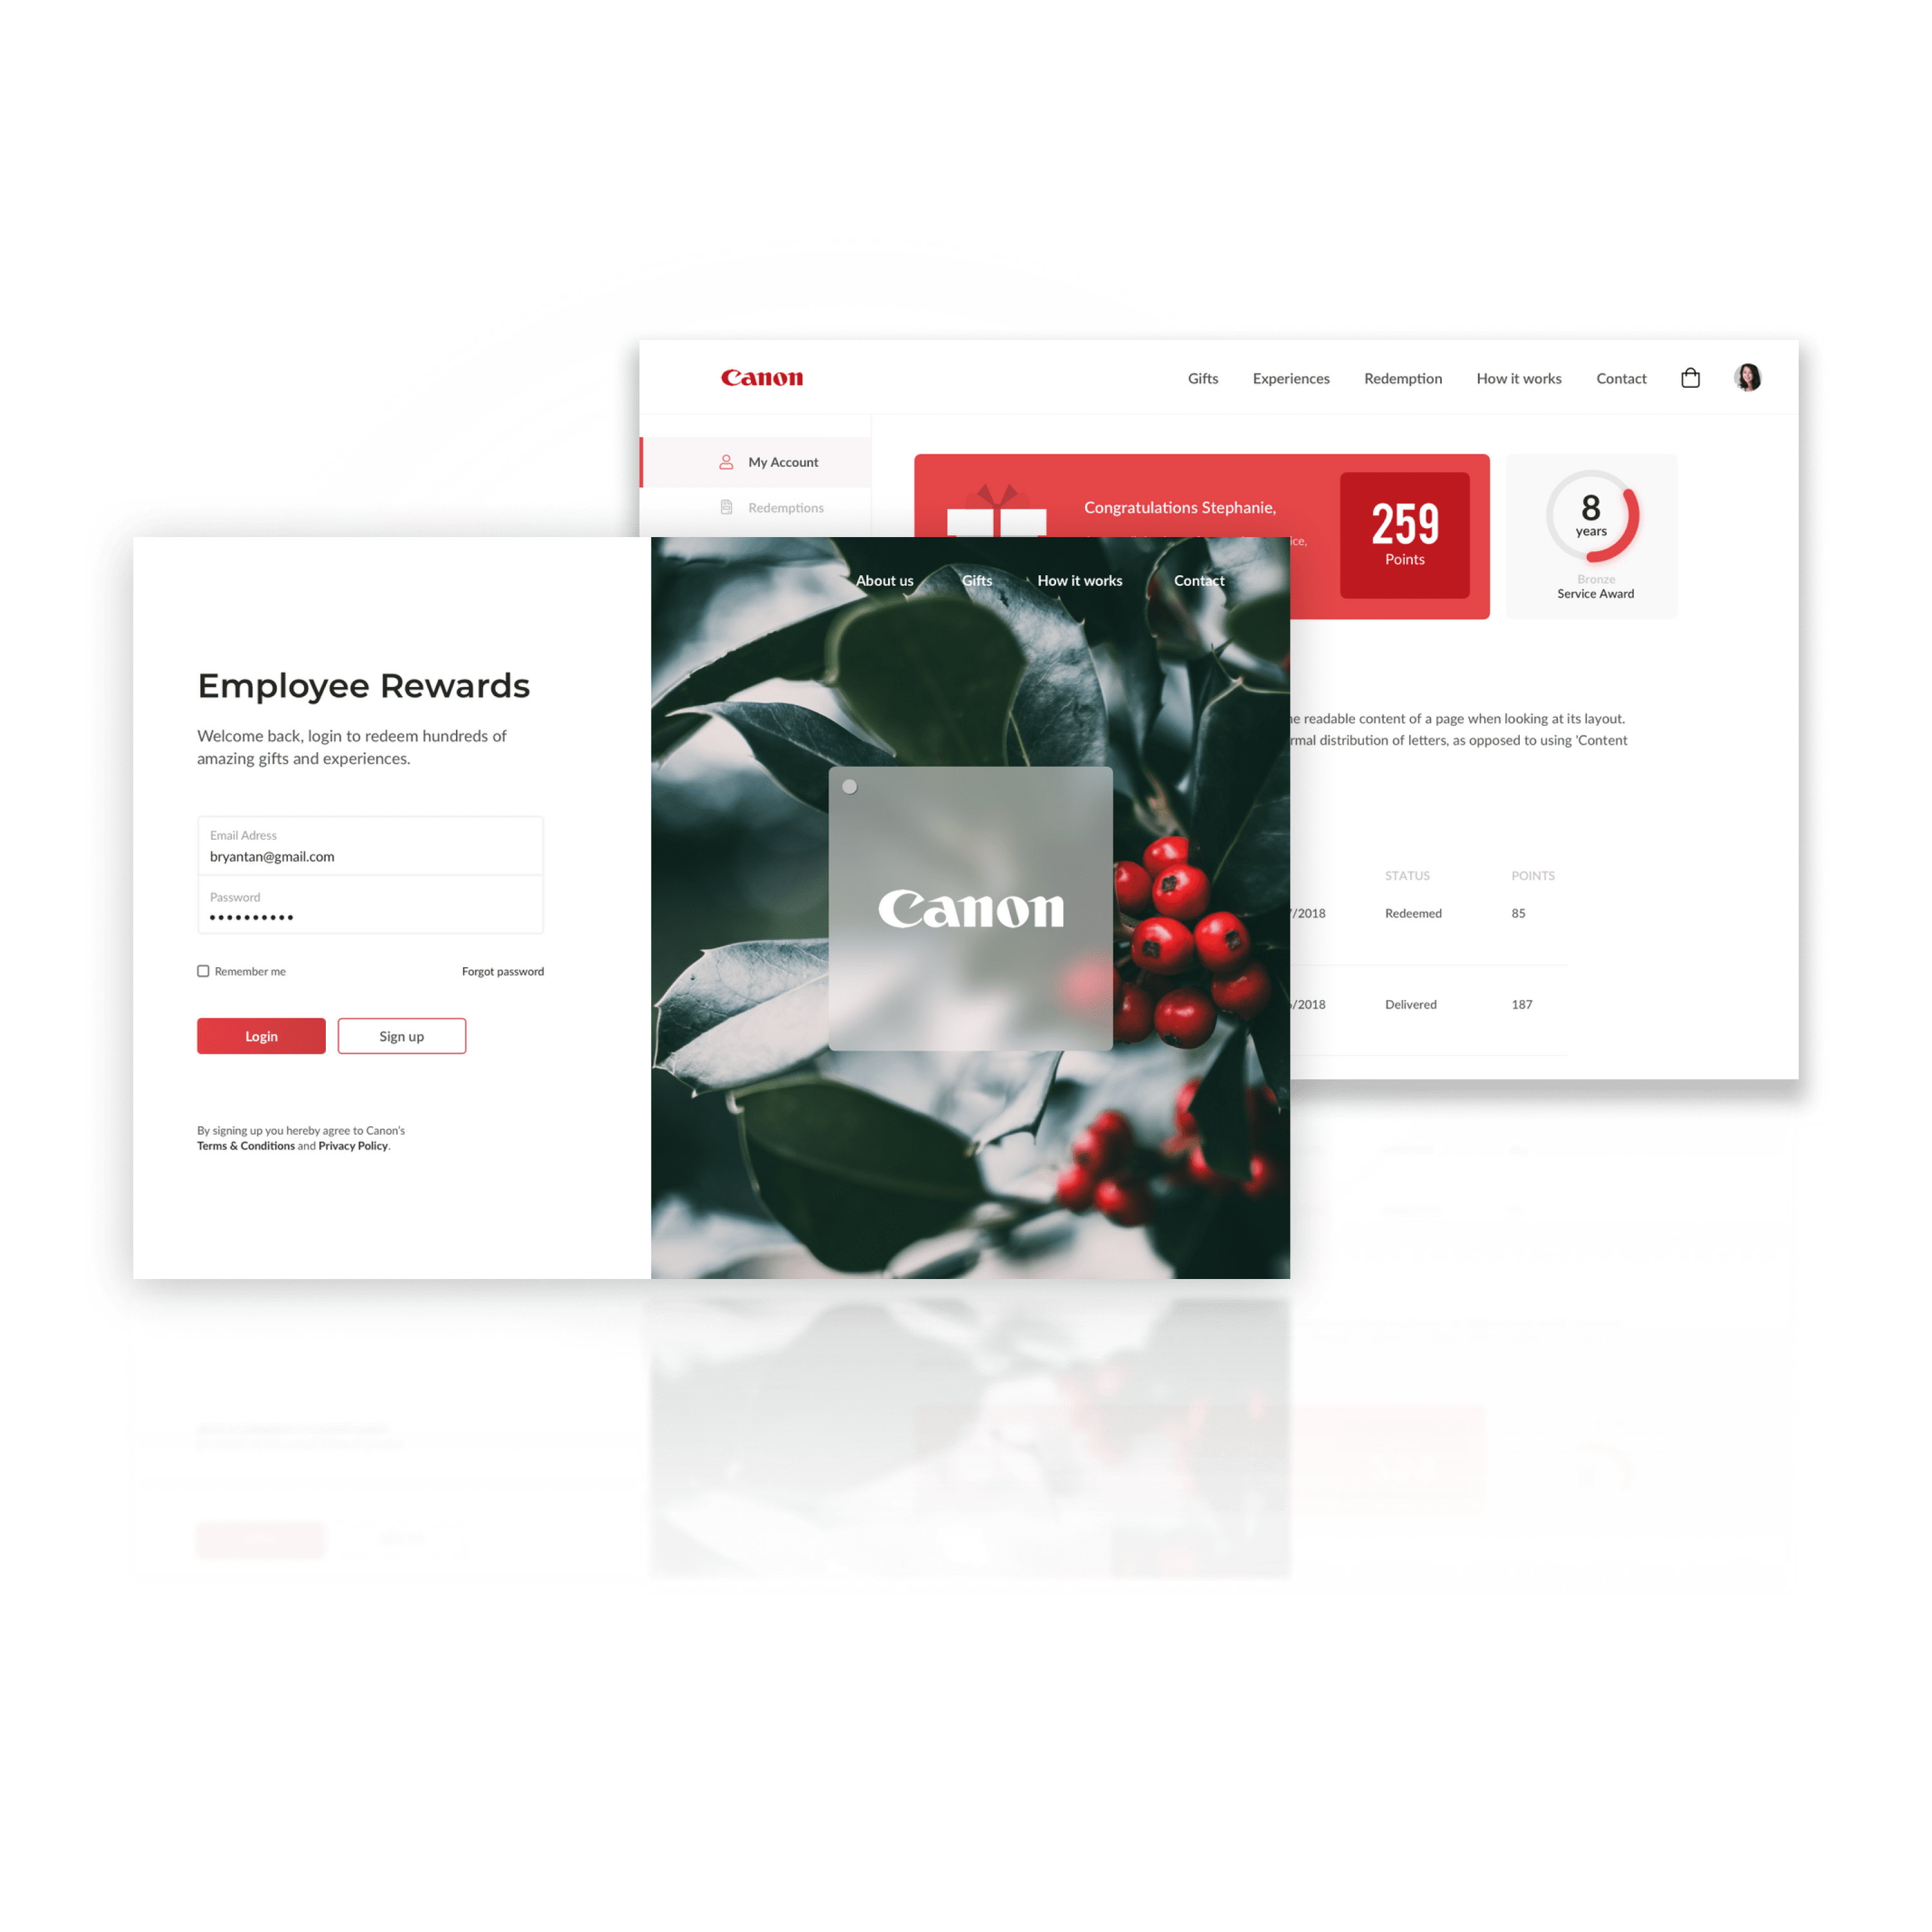 Canon
Gifts
Experiences
Redemption
How it works
Contact
My Account
Redemptions
Congratulations Stephanie,
259
Points
8
years
Bronze
Service Award
readable content of a page when looking at its layout.
distribution of letters, as opposed to using 'Content
STATUS
POINTS
/2018
Redeemed
85
/2018
Delivered
187
About us
Gifts
How it works
Contact
Canon
Employee Rewards
Welcome back, login to redeem hundreds of
amazing gifts and experiences.
Email Adress
bryantan@gmail.com
Password
Remember me
Forgot password
Login
Sign up
By signing up you hereby agree to Canon's
Terms & Conditions and Privacy Policy.